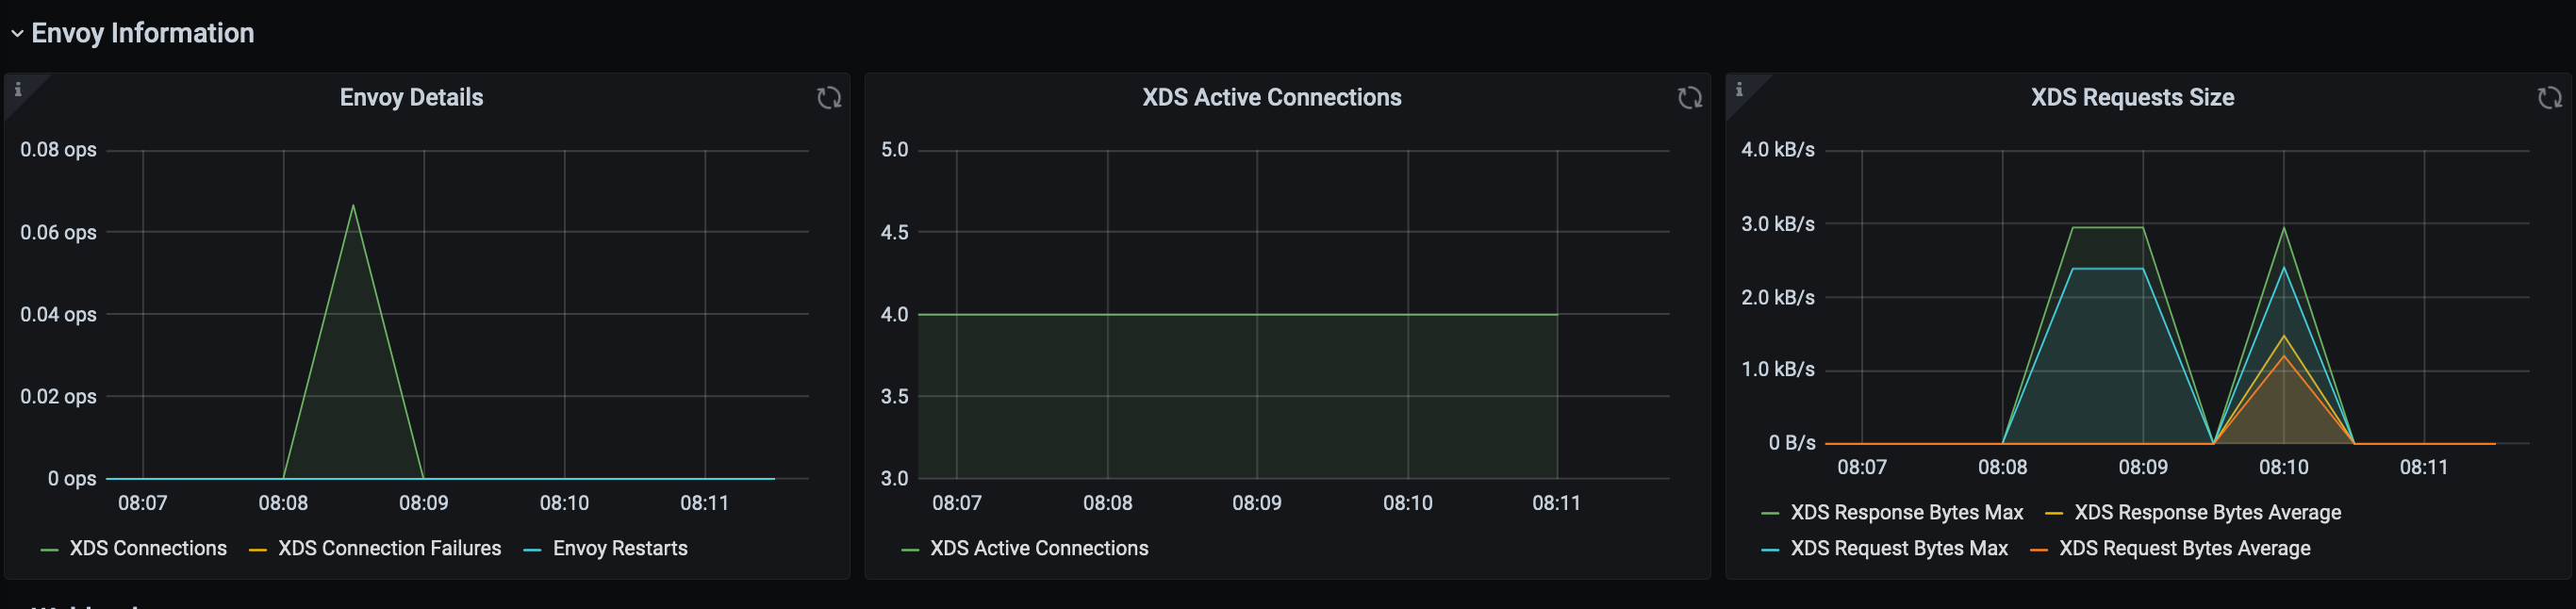 Envoy Information
i
Envoy Details
0.08 ops
0.06 ops
0.04 ops
0.02 ops
0 ops
08:07 08:08 08:09 08:10 08:11
XDS Connections XDS Connection Failures Envoy Restarts
XDS Active Connections
5.0
4.5
4.0
3.5
3.0
08:07 08:08 08:09 08:10 08:11
XDS Active Connections
i
XDS Requests Size
4.0 kB/s
3.0 kB/s
2.0 kB/s
1.0 kB/s
0 B/s
08:07 08:08 08:09 08:10 08:11
XDS Response Bytes Max XDS Response Bytes Average
XDS Request Bytes Max XDS Request Bytes Average